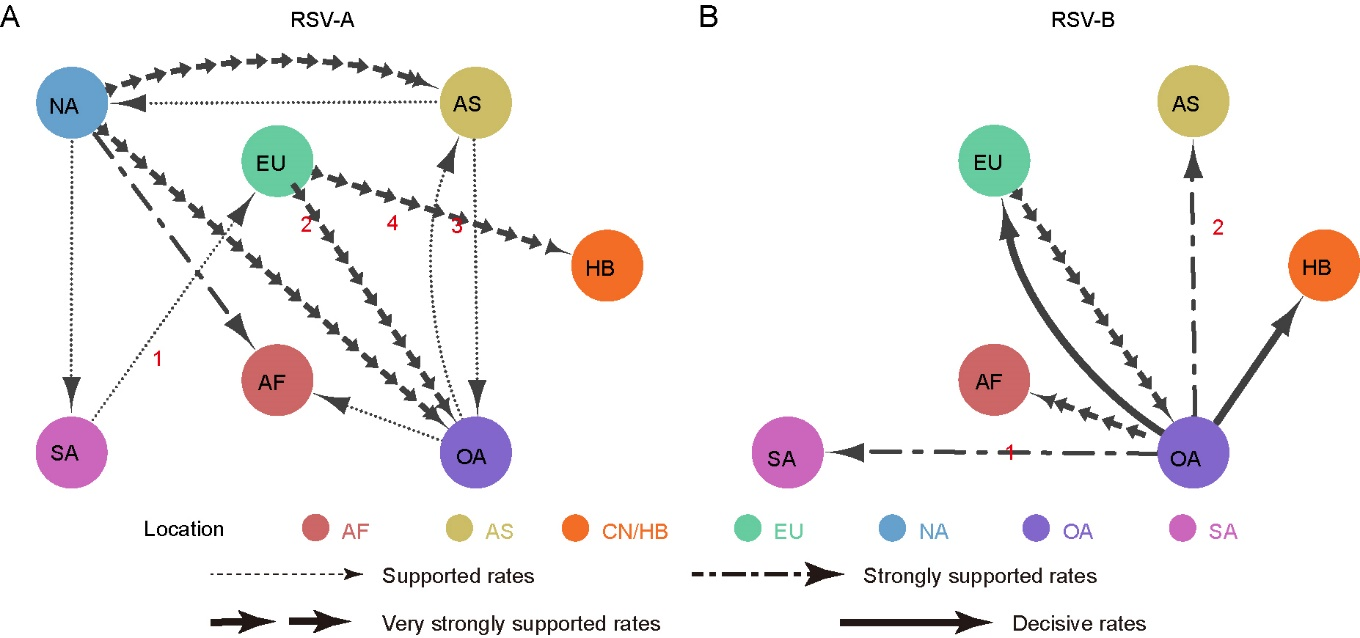 A RSV-A B RSV-B
NA AS AS
EU EU
2 4 3 2
HB HB
1
AF AF
SA OA SA 1 OA
Location AF AS CN/HB EU NA OA SA
Supported rates Strongly supported rates
Very strongly supported rates Decisive rates